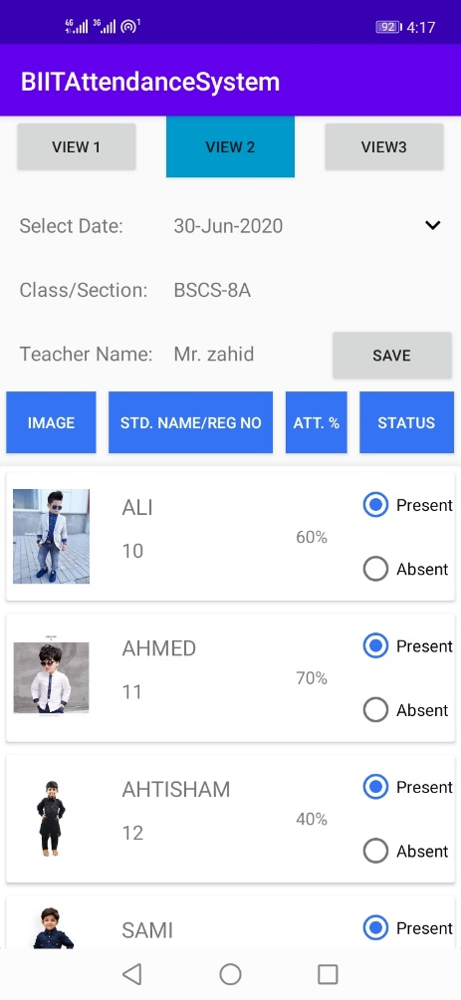 4G 3G 1 92 4:17
BIITAttendanceSystem
VIEW 1 VIEW 2 VIEW3
Select Date: 30-Jun-2020
Class/Section: BSCS-8A
Teacher Name: Mr. zahid SAVE
IMAGE STD. NAME/REG NO ATT. % STATUS
ALI Present
10 60%
Absent
AHMED Present
11 70%
Absent
AHTISHAM Present
12 40%
Absent
SAMI Present